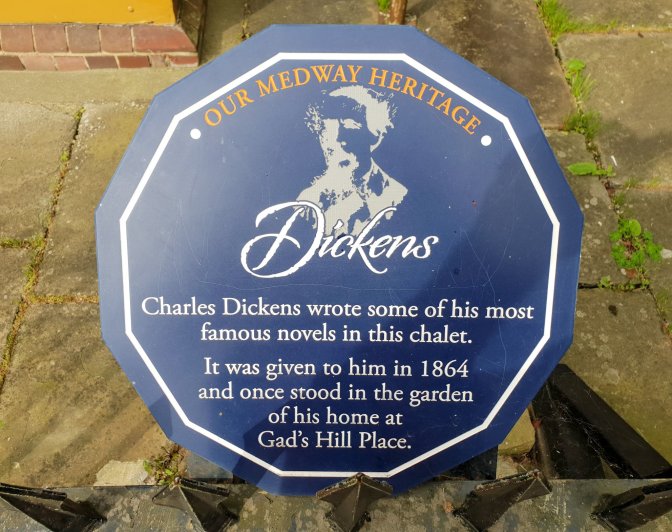 OUR MEDWAY HERITAGE
Dickens
Charles Dickens wrote some of his most
famous novels in this chalet.
It was given to him in 1864
and once stood in the garden
of his home at
Gad's Hill Place.